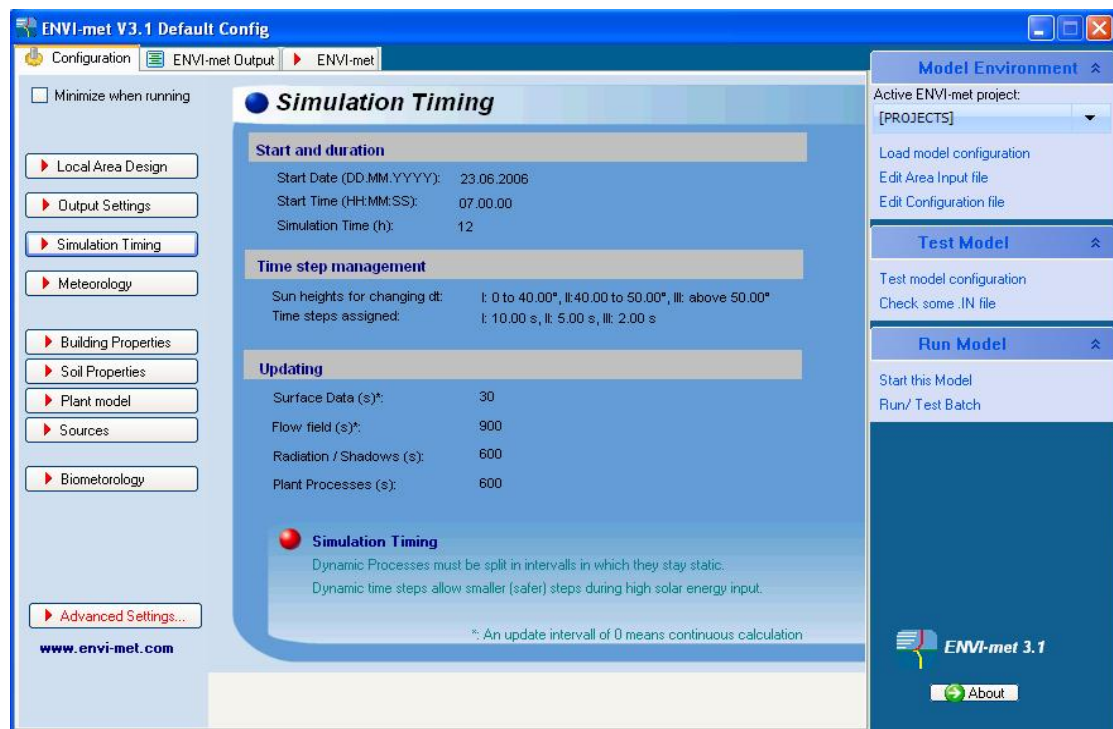 ENVI-met V3.1 Default Config
Configuration
ENVI-met Output
ENVI-met
Minimize when running
Local Area Design
Output Settings
Simulation Timing
Meteorology
Building Properties
Soil Properties
Plant model
Sources
Biometorology
Advanced Settings...
www.envi-met.com
Simulation Timing
Start and duration
Start Date (DD.MM.YYYY): 23.06.2006
Start Time (HH:MM:SS): 07.00.00
Simulation Time (h): 12
Time step management
Sun heights for changing dt: I: 0 to 40.00°, II:40.00 to 50.00°, III: above 50.00°
Time steps assigned: I: 10.00 s, II: 5.00 s, III: 2.00 s
Updating
Surface Data (s)*: 30
Flow field (s)*: 900
Radiation / Shadows (s): 600
Plant Processes (s): 600
Simulation Timing
Dynamic Processes must be split in intervalls in which they stay static.
Dynamic time steps allow smaller (safer) steps during high solar energy input.
*: An update intervall of 0 means continuous calculation
Model Environment
Active ENVI-met project:
[PROJECTS]
Load model configuration
Edit Area Input file
Edit Configuration file
Test Model
Test model configuration
Check some .IN file
Run Model
Start this Model
Run/ Test Batch
ENVI-met 3.1
About